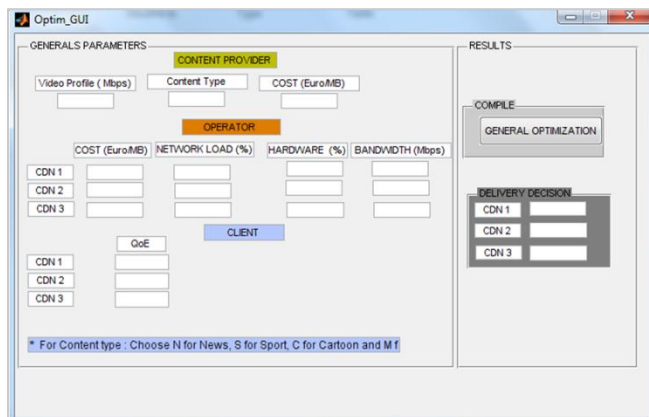 Optim_GUI
GENERALS PARAMETERS
CONTENT PROVIDER
Video Profile ( Mbps) Content Type COST (Euro/MB)
OPERATOR
COST (Euro/MB) NETWORK LOAD (%) HARDWARE (%) BANDWIDTH (Mbps)
CDN 1
CDN 2
CDN 3
CLIENT
QoE
CDN 1
CDN 2
CDN 3
* For Content type : Choose N for News, S for Sport, C for Cartoon and M f
RESULTS
COMPILE
GENERAL OPTIMIZATION
DELIVERY DECISION
CDN 1
CDN 2
CDN 3